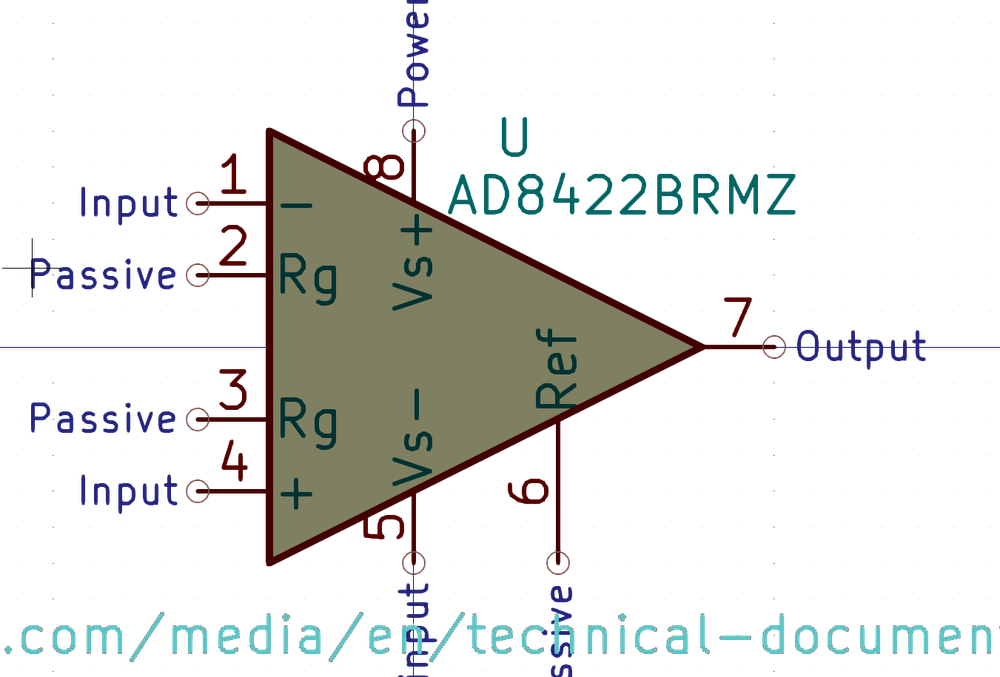 Power
U
8
AD8422BRMZ
1
Input
−
Vs+
2
Passive
Rg
7
Output
Ref
3
Passive
Rg
Vs−
4
Input
+
6
5
input
ssive
.com/media/en/technical-documen